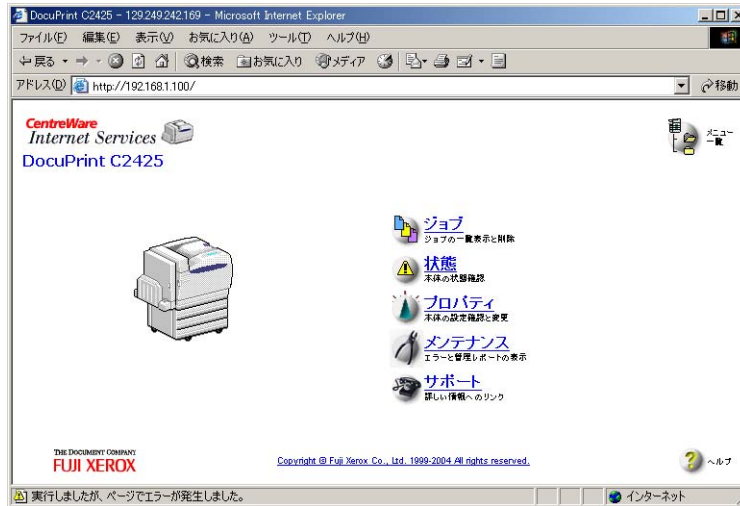 DocuPrint C2425 - 129.249.242.169 - Microsoft Internet Explorer
ファイル(F) 編集(E) 表示(V) お気に入り(A) ツール(T) ヘルプ(H)
戻る 検索 お気に入り メディア
アドレス(D) http://192.168.1.100/ 移動
CentreWare
Internet Services
DocuPrint C2425
メニュー
一覧
ジョブ
ジョブの一覧表示と削除
状態
本体の状態確認
プロパティ
本体の設定確認と変更
メンテナンス
エラーと管理レポートの表示
サポート
詳しい情報へのリンク
THE DOCUMENT COMPANY
FUJI XEROX
Copyright © Fuji Xerox Co., Ltd. 1999-2004 All rights reserved.
ヘルプ
実行しましたが、ページでエラーが発生しました。 インターネット